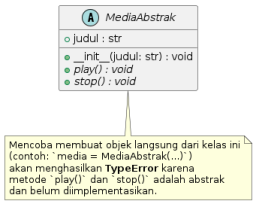 A MediaAbstrak
judul : str
__init__(judul: str) : void
play() : void
stop() : void
Mencoba membuat objek langsung dari kelas ini
(contoh: `media = MediaAbstrak(...)`)
akan menghasilkan TypeError karena
metode `play()` dan `stop()` adalah abstrak
dan belum diimplementasikan.